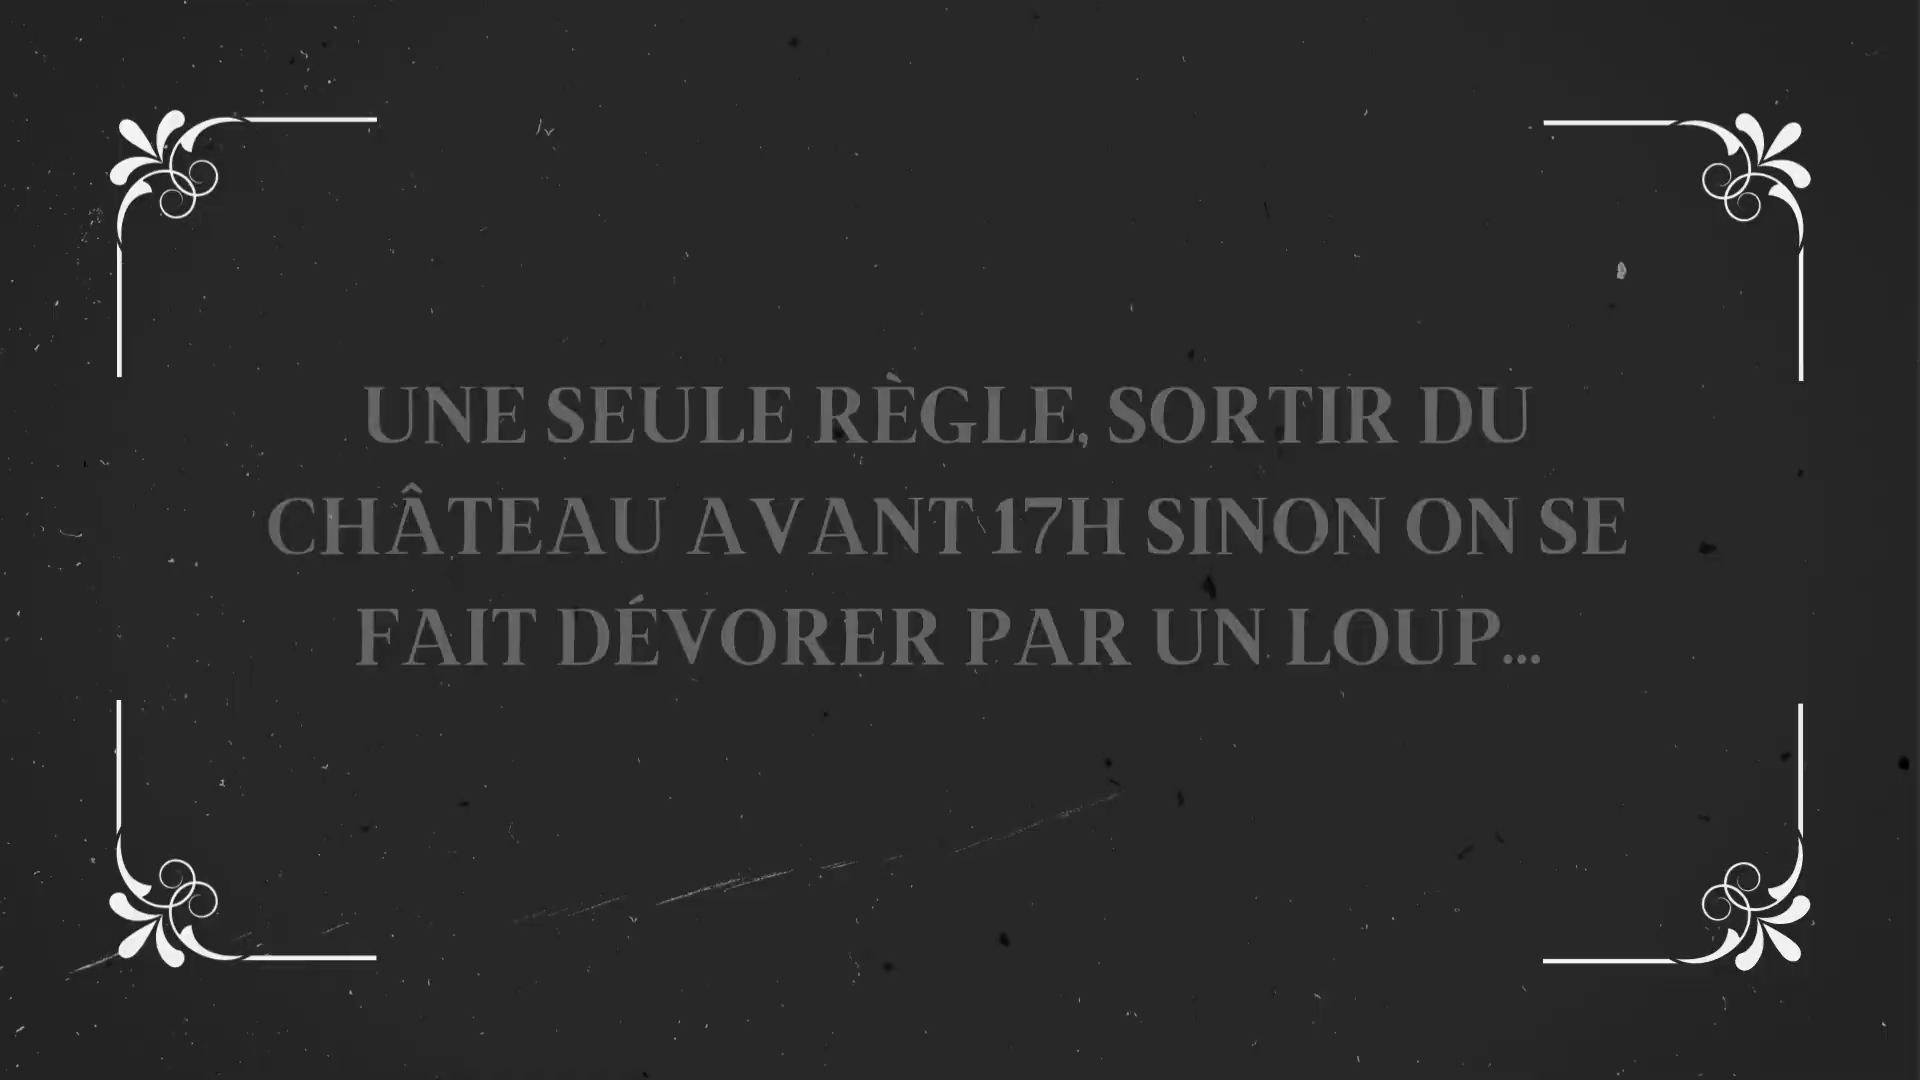 UNE SEULE RÈGLE, SORTIR DU
CHÂTEAU AVANT 17H SINON ON SE
FAIT DÉVORER PAR UN LOUP...